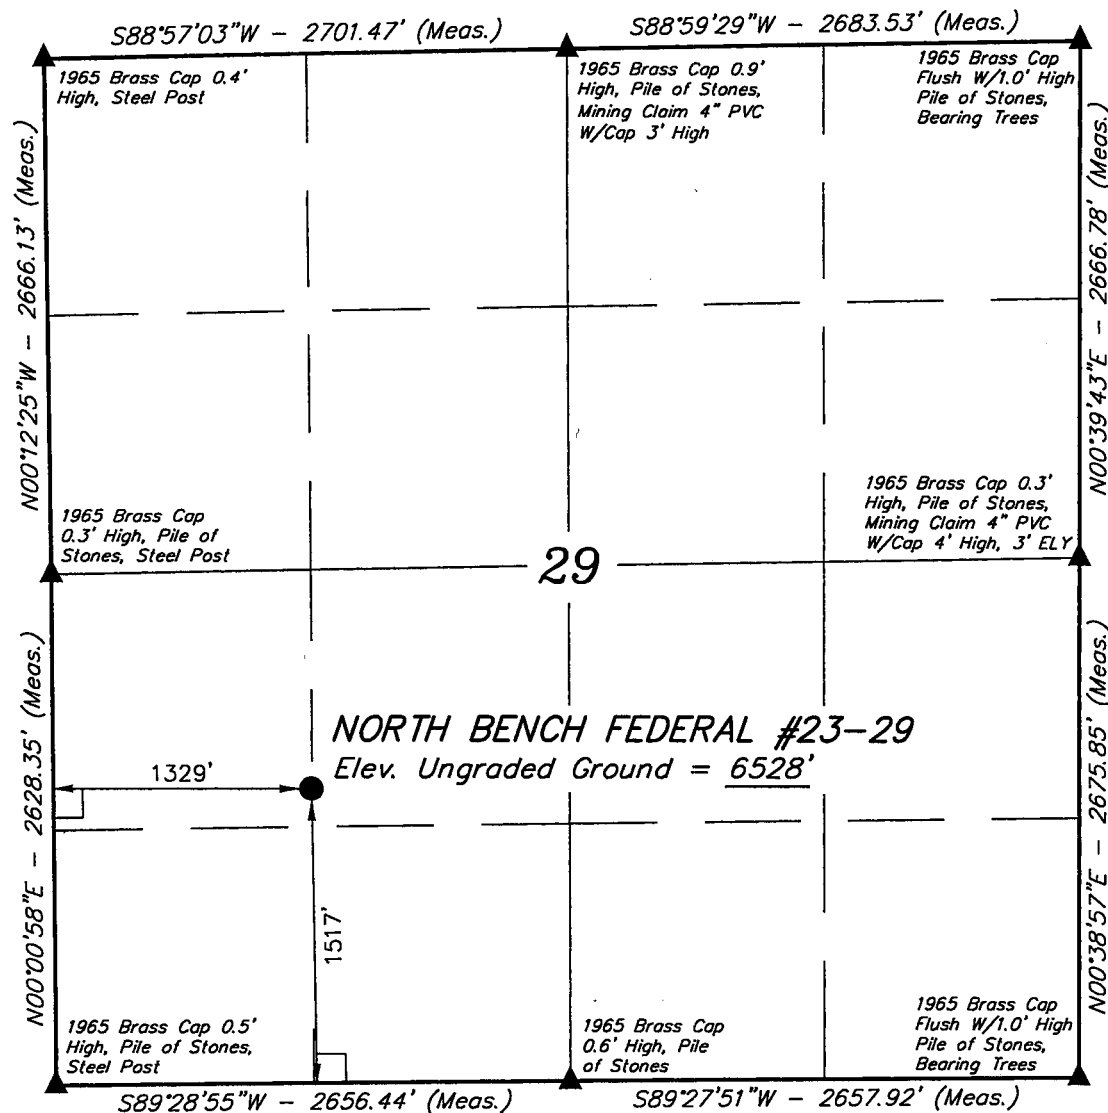 S88°57'03"W - 2701.47' (Meas.)
S88°59'29"W - 2683.53' (Meas.)
1965 Brass Cap 0.4'
High, Steel Post
1965 Brass Cap 0.9'
High, Pile of Stones,
Mining Claim 4" PVC
W/Cap 3' High
1965 Brass Cap
Flush W/1.0' High
Pile of Stones,
Bearing Trees
N00°12'25"W - 2666.13' (Meas.)
N00°39'43"E - 2666.78' (Meas.)
1965 Brass Cap
0.3' High, Pile of
Stones, Steel Post
1965 Brass Cap 0.3'
High, Pile of Stones,
Mining Claim 4" PVC
W/Cap 4' High, 3' ELY
29
NORTH BENCH FEDERAL #23-29
Elev. Ungraded Ground = 6528'
1329'
1517'
N00°00'58"E - 2628.35' (Meas.)
N00°38'57"E - 2675.85' (Meas.)
1965 Brass Cap 0.5'
High, Pile of Stones,
Steel Post
1965 Brass Cap
0.6' High, Pile
of Stones
1965 Brass Cap
Flush W/1.0' High
Pile of Stones,
Bearing Trees
S89°28'55"W - 2656.44' (Meas.)
S89°27'51"W - 2657.92' (Meas.)